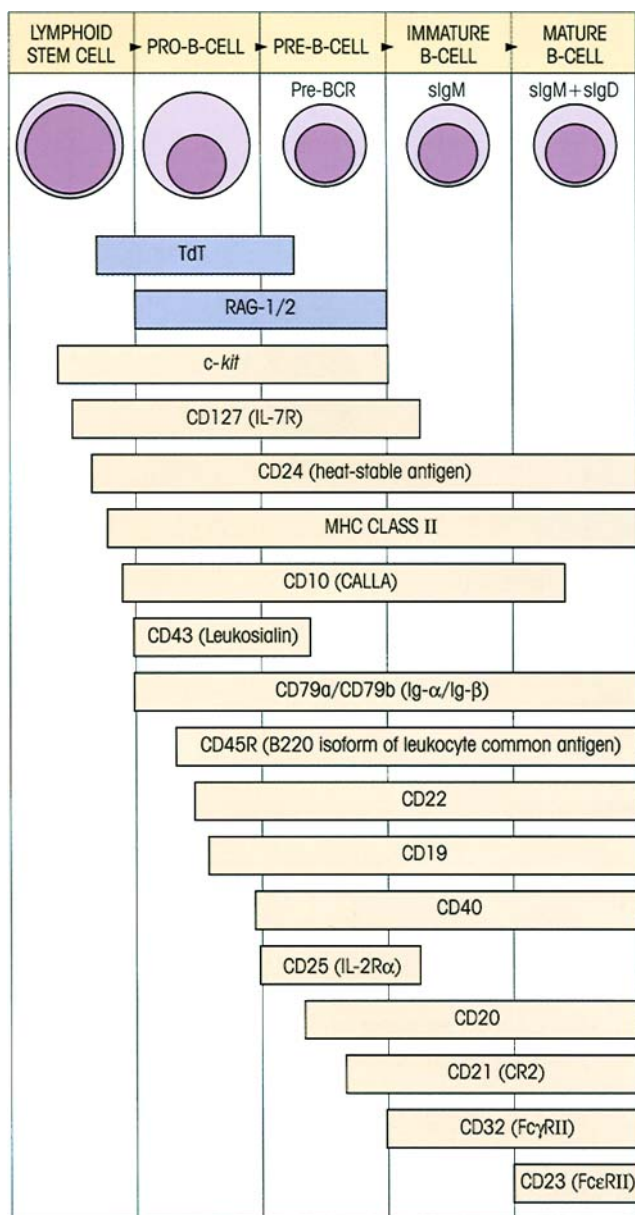 LYMPHOID STEM CELL ► PRO-B-CELL ► PRE-B-CELL ► IMMATURE B-CELL ► MATURE B-CELL
Pre-BCR sIgM sIgM+sIgD
TdT
RAG-1/2
c-kit
CD127 (IL-7R)
CD24 (heat-stable antigen)
MHC CLASS II
CD10 (CALLA)
CD43 (Leukosialin)
CD79a/CD79b (Ig-α/Ig-β)
CD45R (B220 isoform of leukocyte common antigen)
CD22
CD19
CD40
CD25 (IL-2Rα)
CD20
CD21 (CR2)
CD32 (FcγRII)
CD23 (FcεRII)